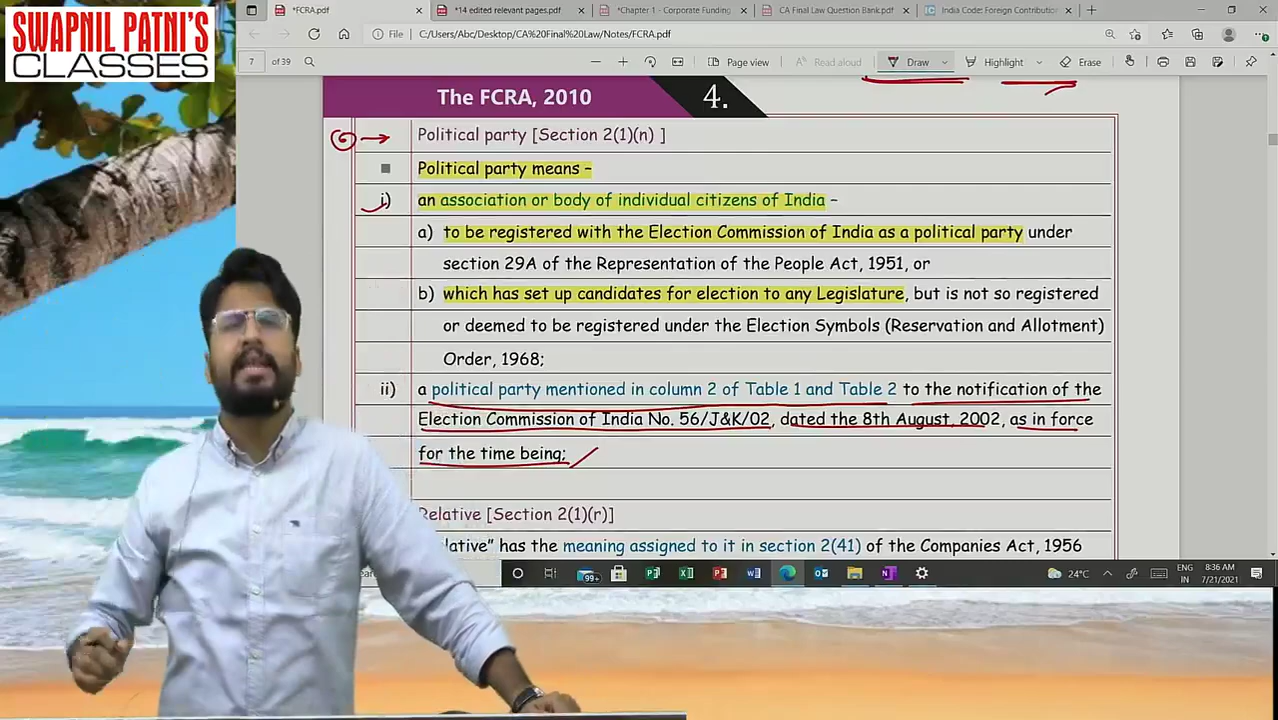 SWAPNIL PATNI'S
CLASSES
*FCRA.pdf
*14 edited relevant pages.pdf
*Chapter 1 - Corporate Funding
CA Final Law Question Bank.pdf
India Code: Foreign Contributio
File
C:/Users/Abc/Desktop/CA%20Final%20Law/Notes/FCRA.pdf
7 of 39
Page view
Read aloud
Draw
Highlight
Erase
The FCRA, 2010
4.
6 → Political party [Section 2(1)(n) ]
Political party means –
i) an association or body of individual citizens of India –
a) to be registered with the Election Commission of India as a political party under
section 29A of the Representation of the People Act, 1951, or
b) which has set up candidates for election to any Legislature, but is not so registered
or deemed to be registered under the Election Symbols (Reservation and Allotment)
Order, 1968;
ii) a political party mentioned in column 2 of Table 1 and Table 2 to the notification of the
Election Commission of India No. 56/J&K/02, dated the 8th August, 2002, as in force
for the time being;
Relative [Section 2(1)(r)]
lative” has the meaning assigned to it in section 2(41) of the Companies Act, 1956
99+
24°C
ENG
IN
8:36 AM
7/21/2021